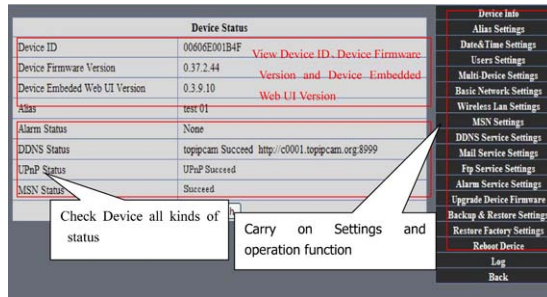 Device Status
Device ID 00606E001B4F
Device Firmware Version 0.37.2.44
Device Embeded Web UI Version 0.3.9.10
Alias test 01
View Device ID、Device Firmware
Version and Device Embedded
Web UI Version
Alarm Status None
DDNS Status topipcam Succeed http://c0001.topipcam.org:8999
UPnP Status UPnP Succeed
MSN Status Succeed
Check Device all kinds of
status
Carry on Settings and
operation function
Device Info
Alias Settings
Date&Time Settings
Users Settings
Multi-Device Settings
Basic Network Settings
Wireless Lan Settings
MSN Settings
DDNS Service Settings
Mail Service Settings
Ftp Service Settings
Alarm Service Settings
Upgrade Device Firmware
Backup & Restore Settings
Restore Factory Settings
Reboot Device
Log
Back